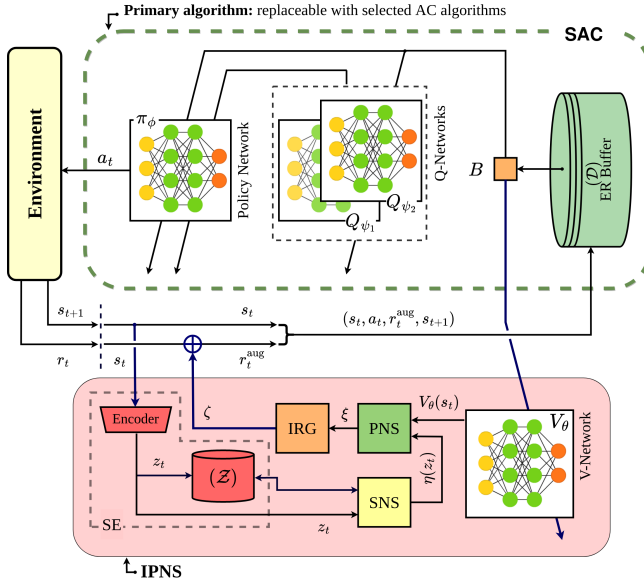 Primary algorithm: replaceable with selected AC algorithms
SAC
Environment
a_t
π_ϕ
Policy Network
Q_ψ1
Q_ψ2
Q-Networks
B
(𝒟)
ER Buffer
s_{t+1}
s_t
(s_t, a_t, r_t^aug, s_{t+1})
r_t
s_t
r_t^aug
Encoder
ζ
IRG
ξ
PNS
V_θ(s_t)
V_θ
V-Network
z_t
(𝒵)
SNS
η(z_t)
SE
z_t
IPNS